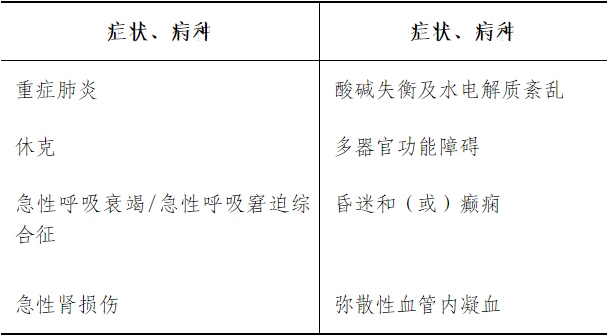 症状、病种 症状、病种
重症肺炎 酸碱失衡及水电解质紊乱
休克 多器官功能障碍
急性呼吸衰竭/急性呼吸窘迫综 昏迷和（或）癫痫
合征
急性肾损伤 弥散性血管内凝血